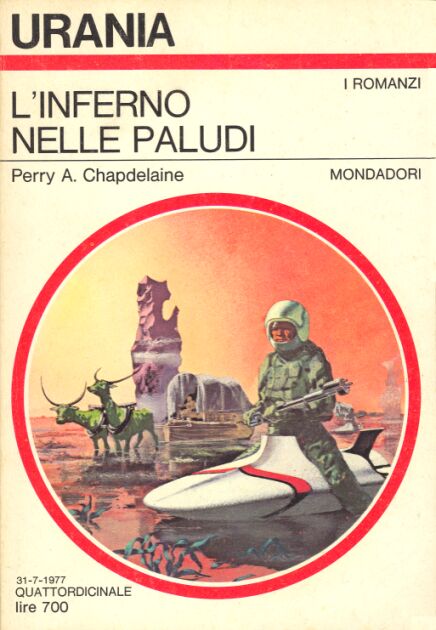 URANIA
I ROMANZI
L'INFERNO
NELLE PALUDI
Perry A. Chapdelaine
MONDADORI
31-7-1977
QUATTORDICINALE
lire 700